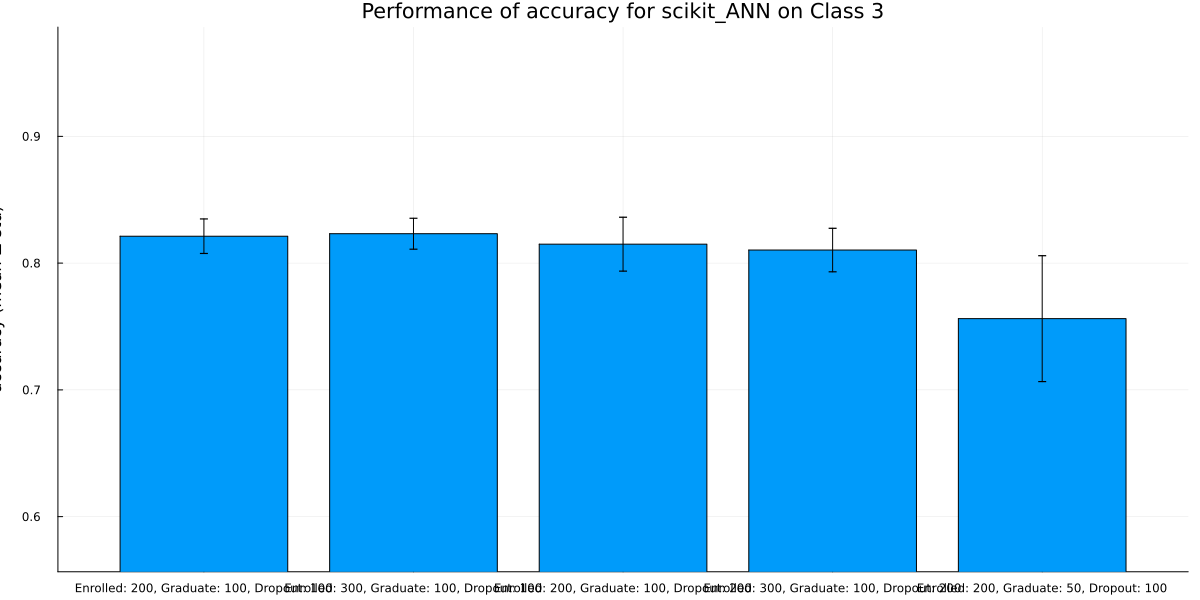 Performance of accuracy for scikit_ANN on Class 3
0.9
0.8
0.7
0.6
Enrolled: 200, Graduate: 100, Dropout: 100
Enrolled: 300, Graduate: 100, Dropout: 100
Enrolled: 200, Graduate: 100, Dropout: 200
Enrolled: 300, Graduate: 100, Dropout: 200
Enrolled: 200, Graduate: 50, Dropout: 100